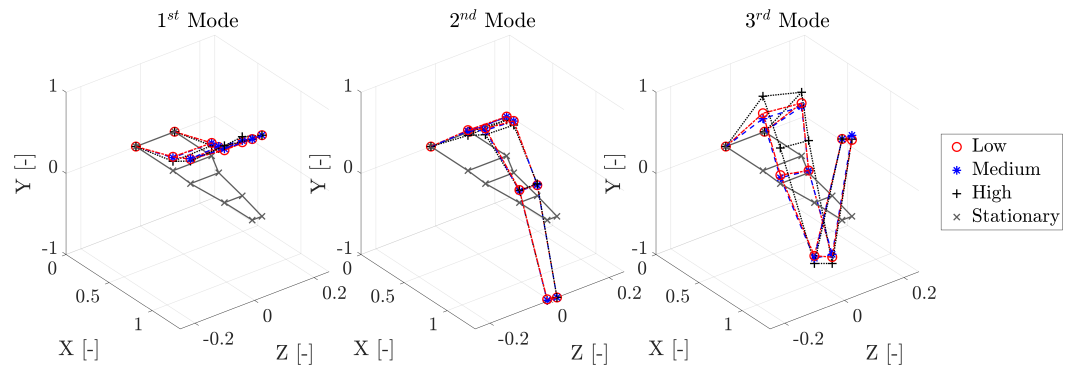 1st Mode
2nd Mode
3rd Mode
1
0
-1
Y [-]
0
0.5
1
X [-]
-0.2
0
0.2
Z [-]
1
0
-1
Y [-]
0
0.5
1
X [-]
-0.2
0
0.2
Z [-]
1
0
-1
Y [-]
0
0.5
1
X [-]
-0.2
0
0.2
Z [-]
Low
Medium
High
Stationary